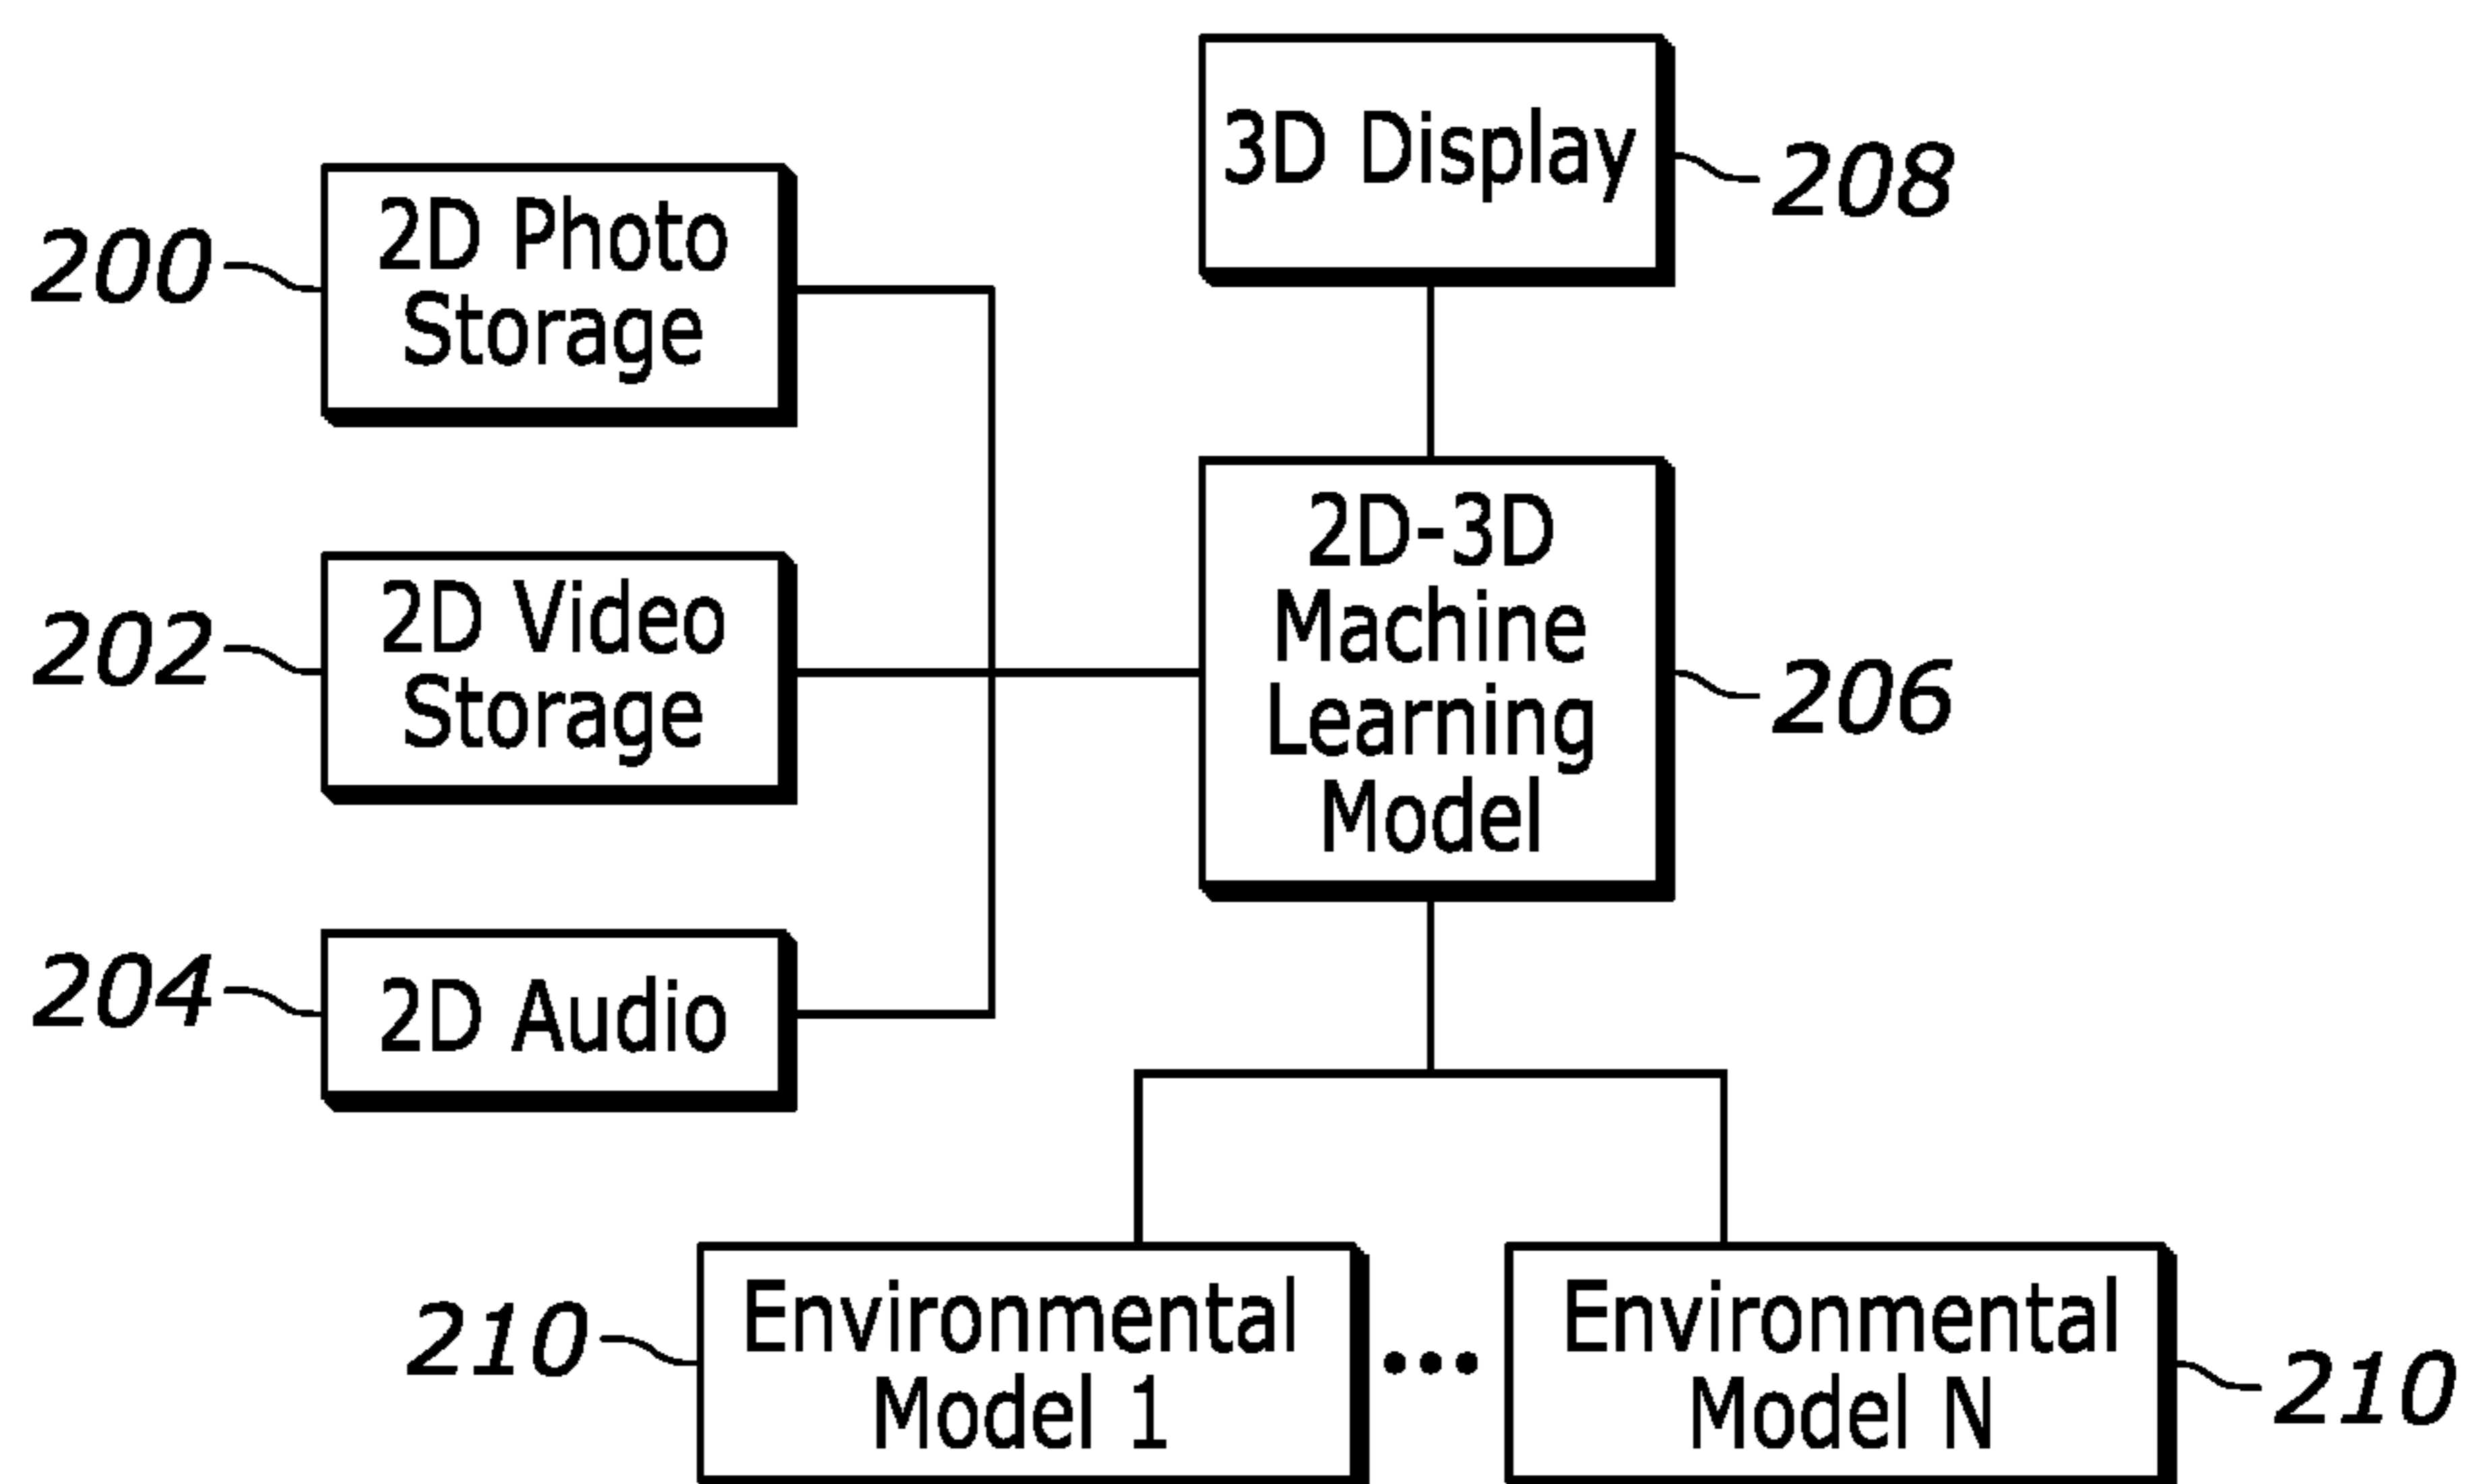 3D Display
208
2D Photo
Storage
200
2D Video
Storage
202
2D-3D
Machine
Learning
Model
206
2D Audio
204
Environmental
Model 1
210
Environmental
Model N
210